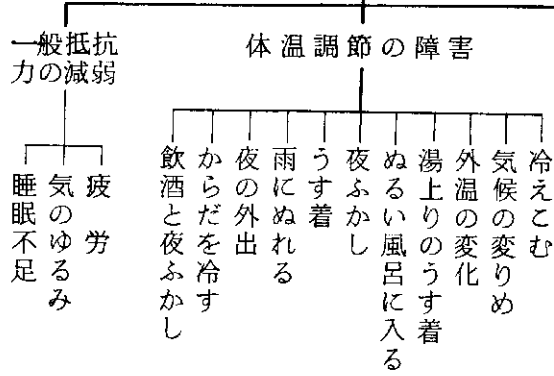 体温調節の障害
冷えこむ
気候の変りめ
外温の変化
湯上りのうす着
ぬるい風呂に入る
夜ふかし
うす着
雨にぬれる
夜の外出
からだを冷す
飲酒と夜ふかし
一般抵抗
力の減弱
疲労
気のゆるみ
睡眠不足